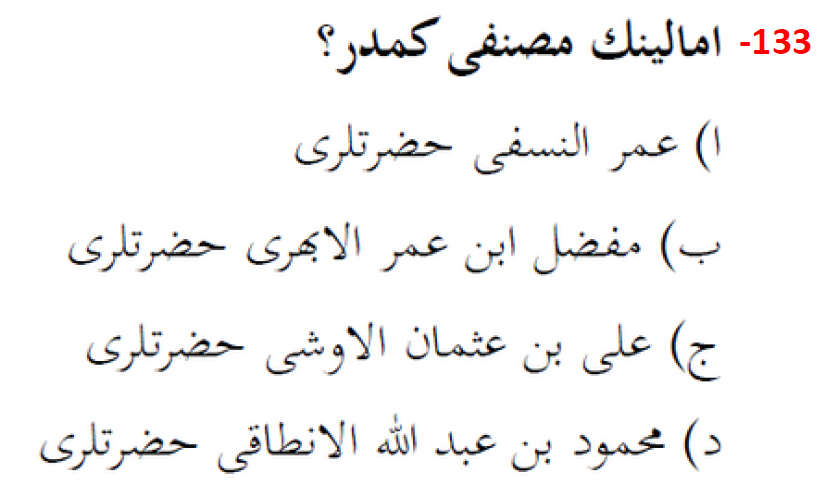 133- امالينك مصنفى كمدر؟
ا) عمر النسفى حضرتلرى
ب) مفضل ابن عمر الابهرى حضرتلرى
ج) على بن عثمان الاوشى حضرتلرى
د) محمود بن عبد الله الانطاقى حضرتلرى